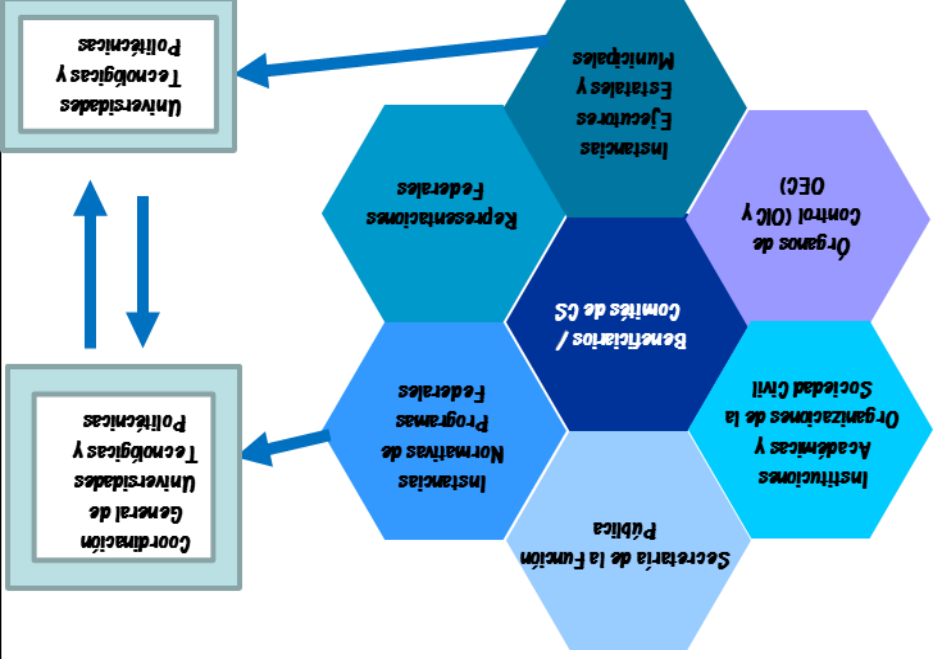 Secretaría de la Función
Pública
Instituciones
Académicas y
Organizaciones de la
Sociedad Civil
Instancias
Normativas de
Programas
Federales
Coordinación
General de
Universidades
Tecnológicas y
Politécnicas
Beneficiarios /
Comités de CS
Órganos de
Control (OIC y
OEC)
Representaciones
Federales
Instancias
Ejecutores
Estatales y
Municipales
Universidades
Tecnológicas y
Politécnicas